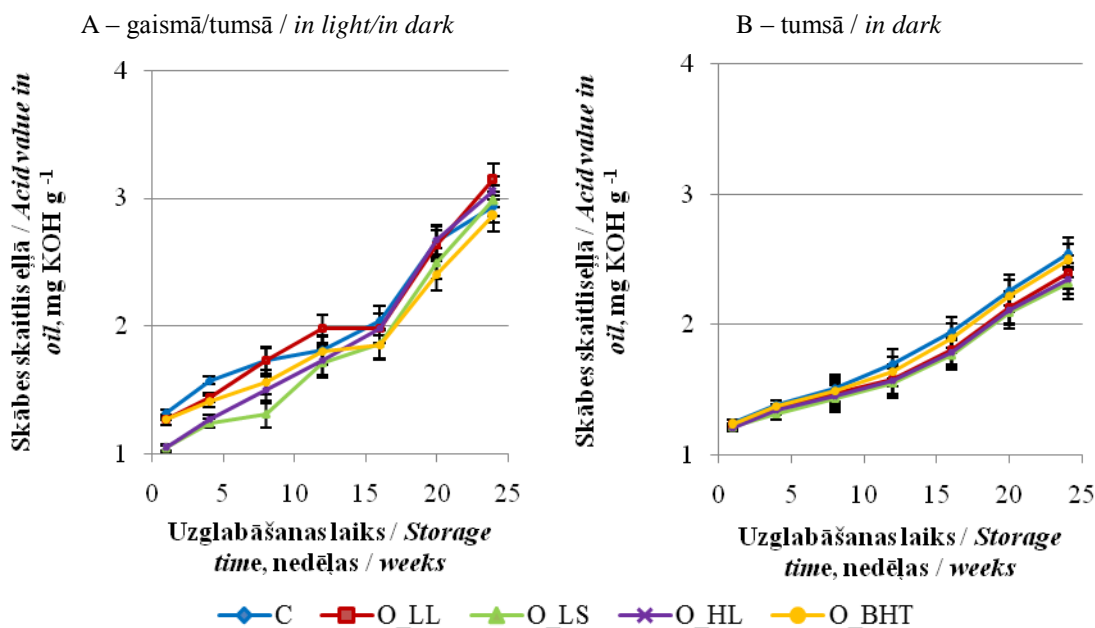 A – gaismā/tumsā / in light/in dark
4
3
2
1
Skābes skaitlis eļļā / Acid value in
oil, mg KOH g -1
0 5 10 15 20 25
Uzglabāšanas laiks / Storage
time, nedēļas / weeks
B – tumsā / in dark
4
3
2
1
Skābes skaitlis eļļā / Acid value in
oil, mg KOH g -1
0 5 10 15 20 25
Uzglabāšanas laiks / Storage
time, nedēļas / weeks
C O_LL O_LS O_HL O_BHT